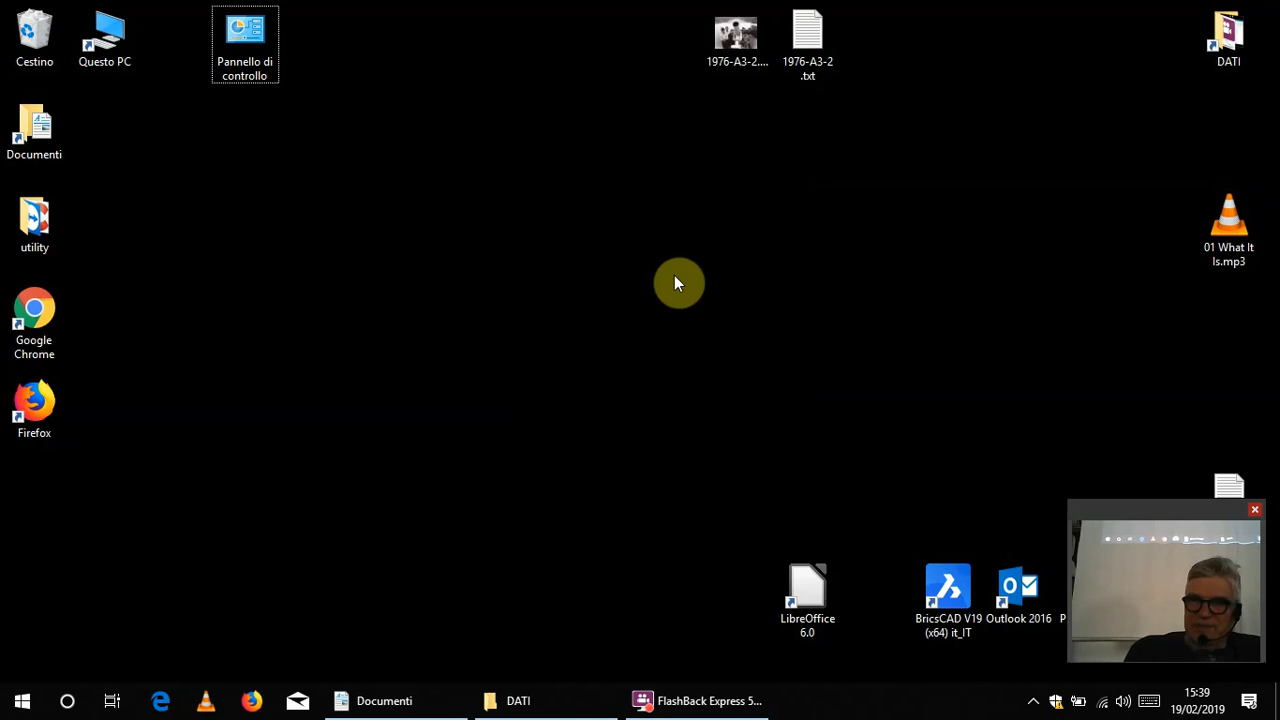 Cestino
Questo PC
Pannello di
controllo
1976-A3-2....
1976-A3-2
.txt
DATI
Documenti
utility
01 What It
Is.mp3
Google
Chrome
Firefox
LibreOffice
6.0
BricsCAD V19
(x64) it_IT
Outlook 2016
P
Documenti
DATI
FlashBack Express 5...
15:39
19/02/2019